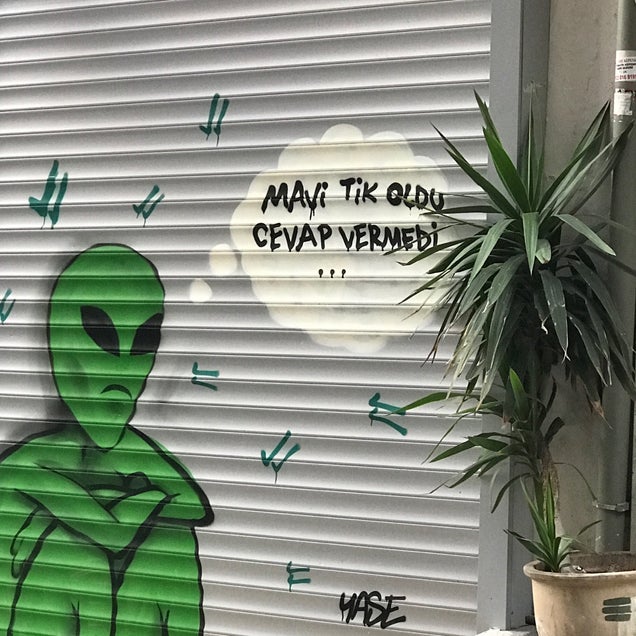 MAVİ TİK OLDU
CEVAP VERMEDİ
...
YASE